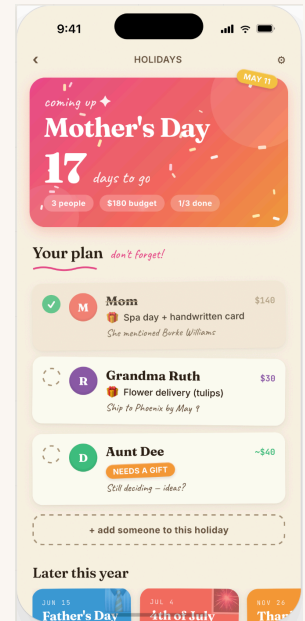 9:41
HOLIDAYS
MAY 11
coming up
Mother's Day
17 days to go
3 people
$180 budget
1/3 done
Your plan don't forget!
M
Mom
$140
Spa day + handwritten card
She mentioned Burke Williams
R
Grandma Ruth
$30
Flower delivery (tulips)
Ship to Phoenix by May 9
D
Aunt Dee
~$40
NEEDS A GIFT
Still deciding — ideas?
+ add someone to this holiday
Later this year
JUN 15
Father's Day
JUL 4
4th of July
NOV 26